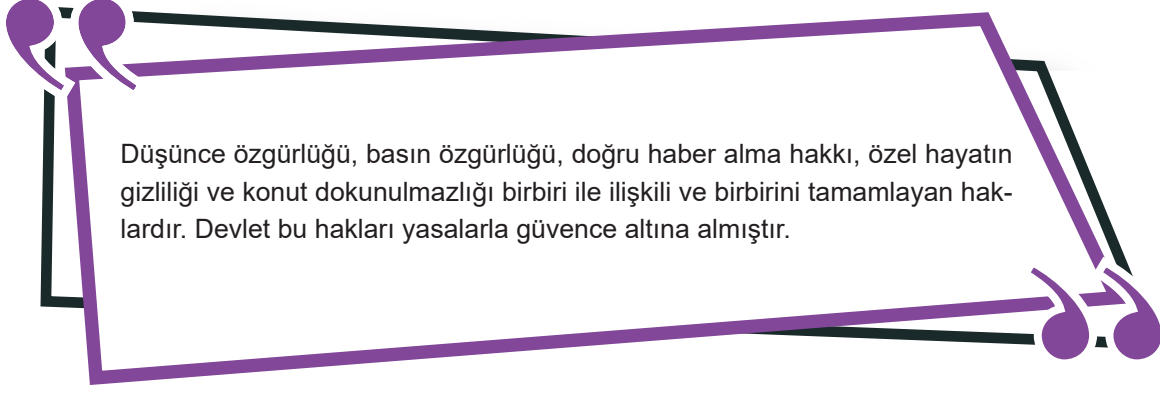 Düşünce özgürlüğü, basın özgürlüğü, doğru haber alma hakkı, özel hayatın
gizliliği ve konut dokunulmazlığı birbiri ile ilişkili ve birbirini tamamlayan hak-
lardır. Devlet bu hakları yasalarla güvence altına almıştır.